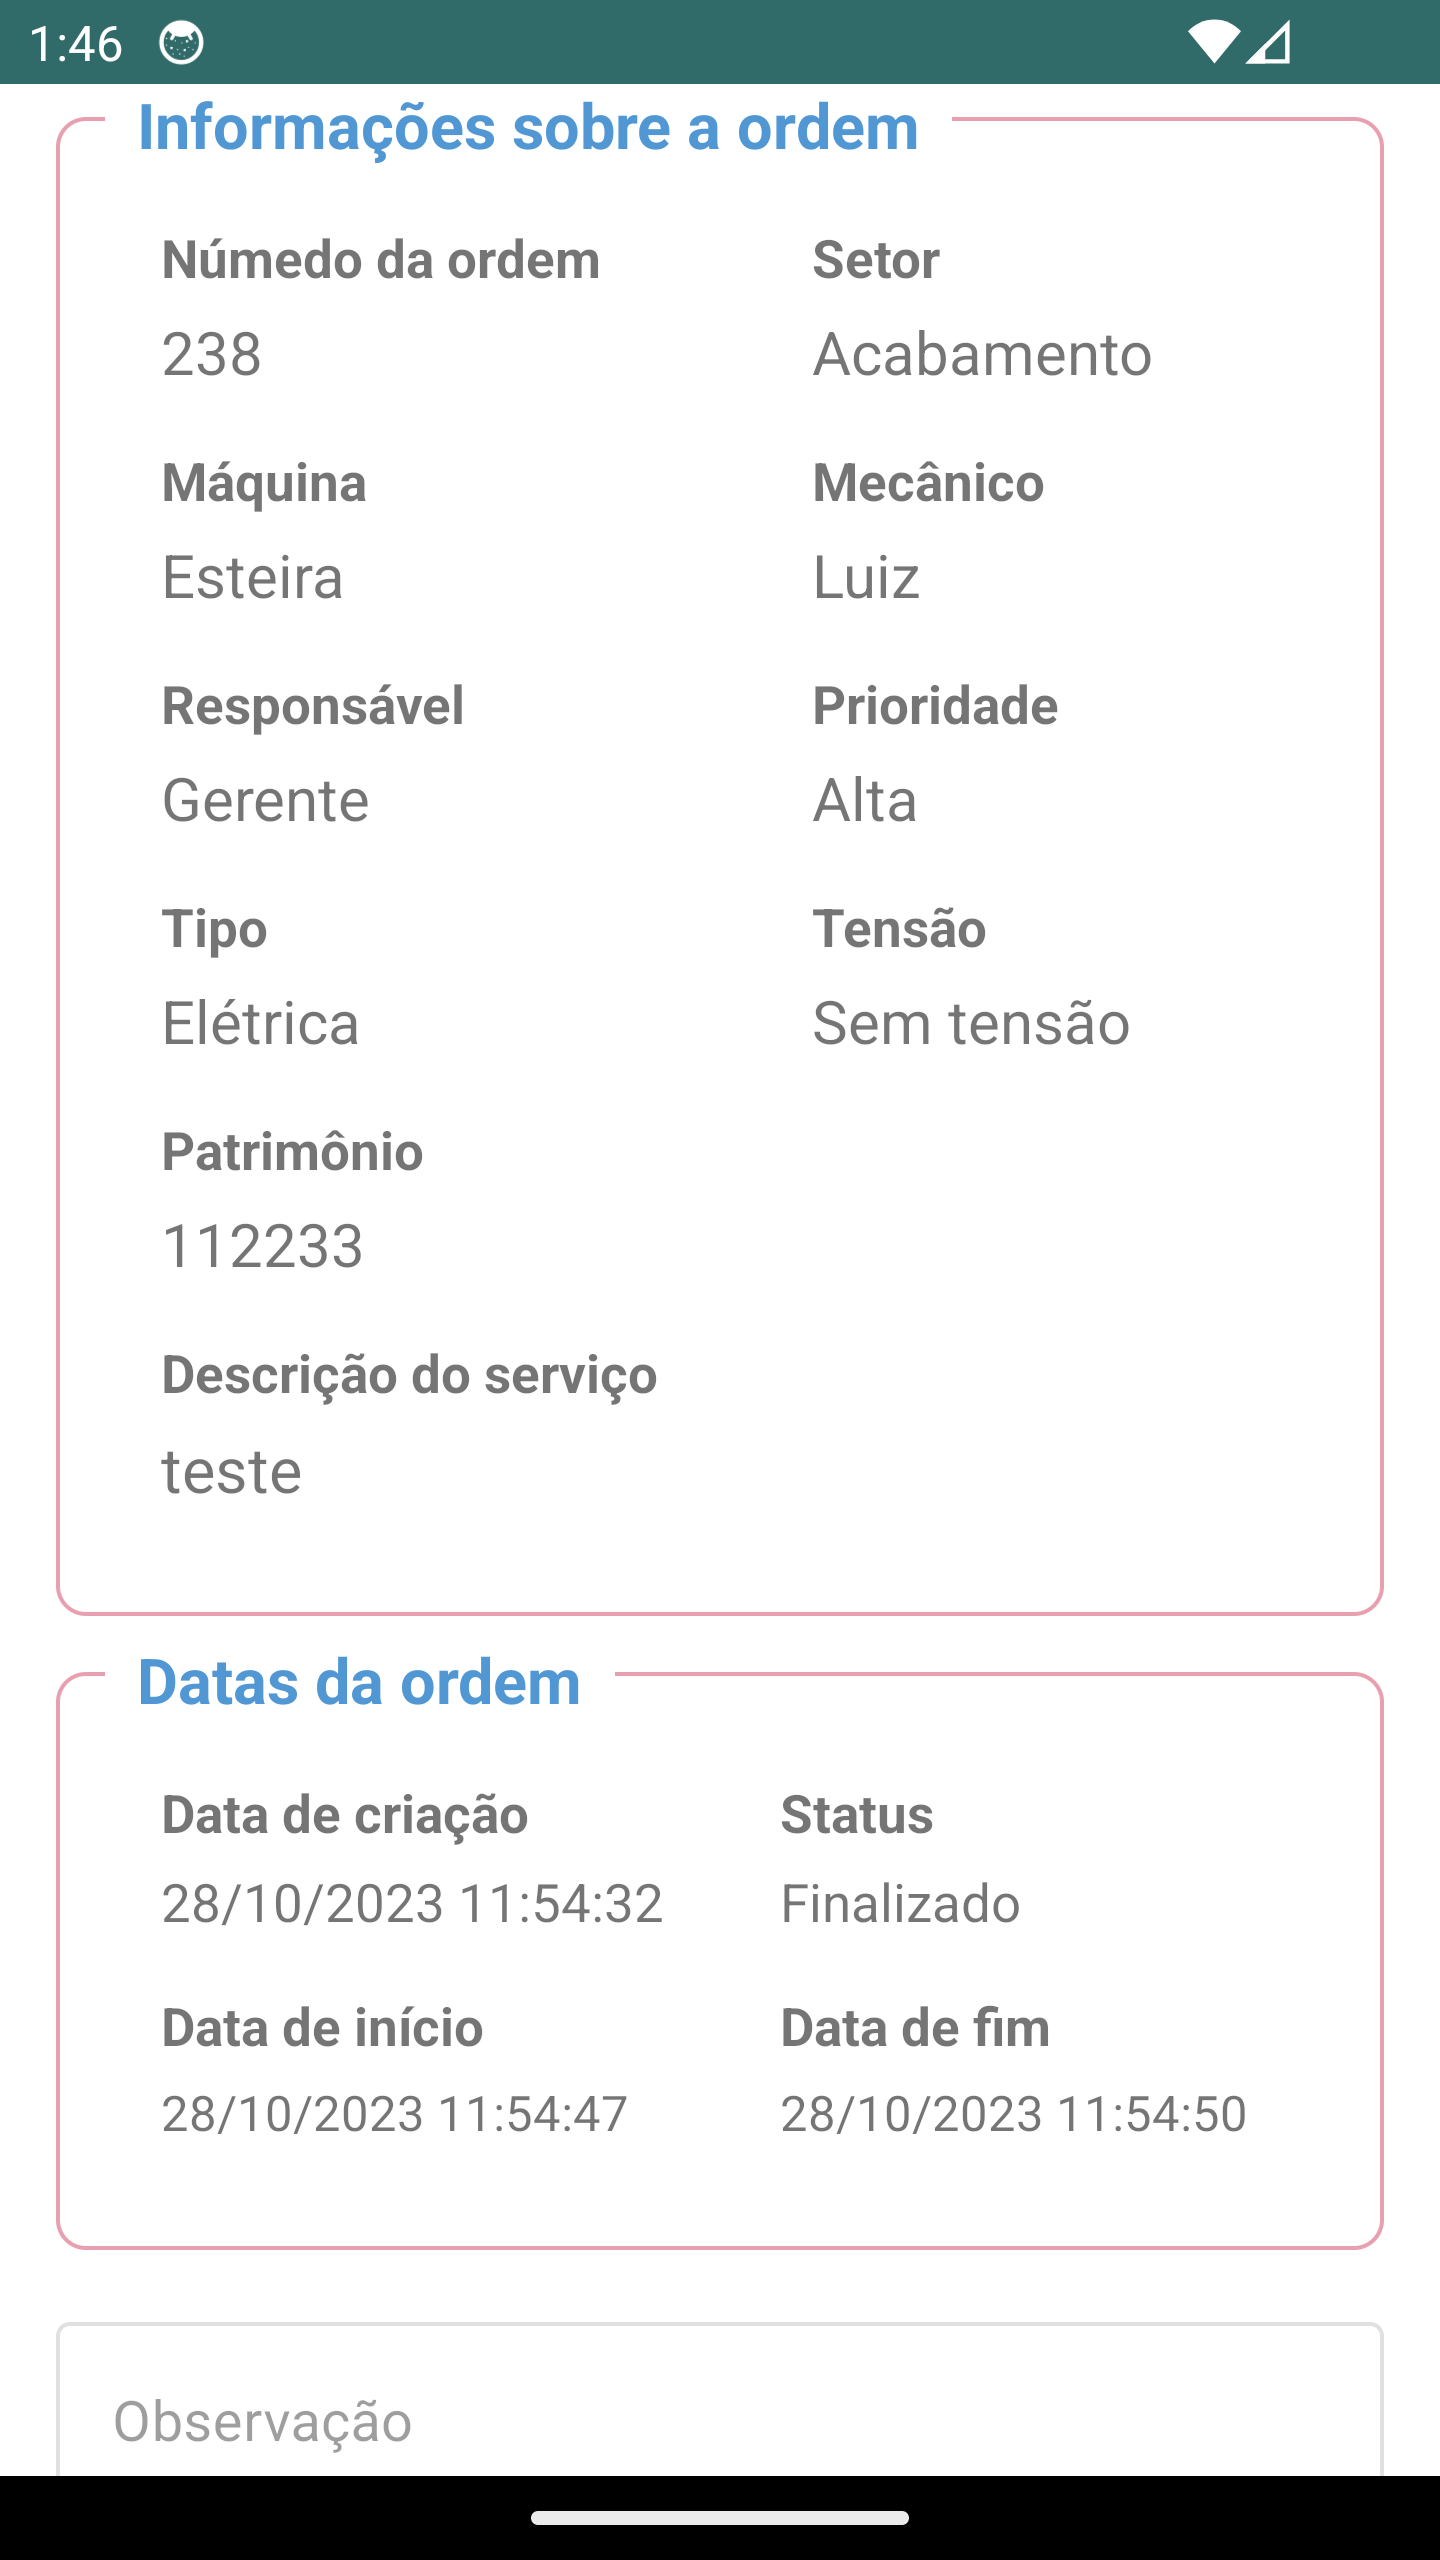 1:46
Informações sobre a ordem
Númedo da ordem
Setor
238
Acabamento
Máquina
Mecânico
Esteira
Luiz
Responsável
Prioridade
Gerente
Alta
Tipo
Tensão
Elétrica
Sem tensão
Patrimônio
112233
Descrição do serviço
teste
Datas da ordem
Data de criação
Status
28/10/2023 11:54:32
Finalizado
Data de início
Data de fim
28/10/2023 11:54:47
28/10/2023 11:54:50
Observação